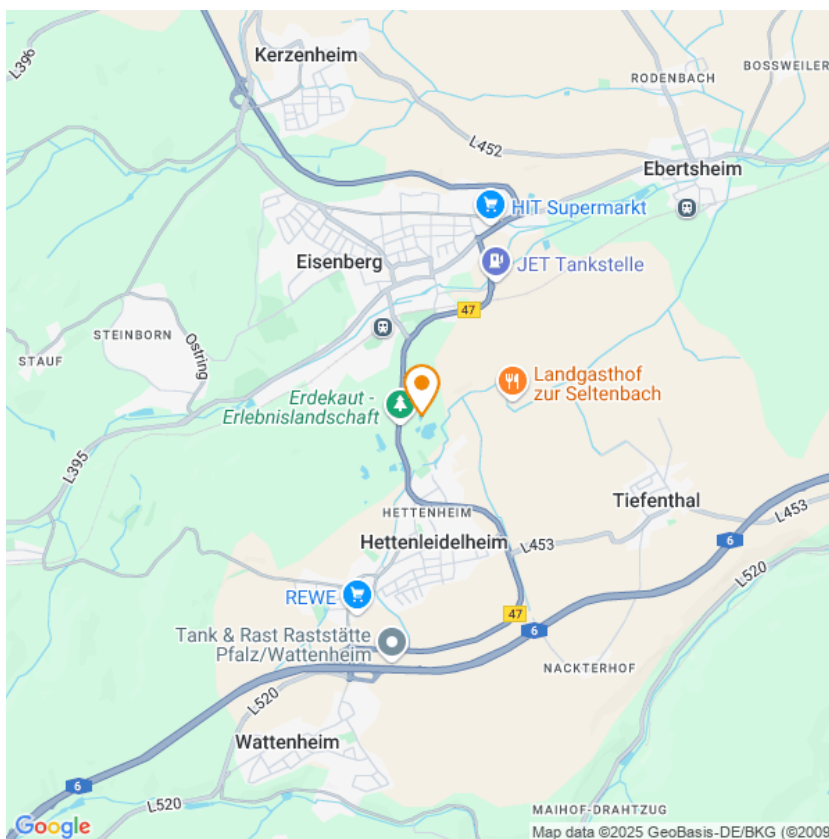 L396
Kerzenheim
BOSSWEILER
RODENBACH
L452
Ebertsheim
HIT Supermarkt
Eisenberg
JET Tankstelle
47
STEINBORN
Ostring
STAUF
Erdekaut -
Erlebnislandschaft
Landgasthof
zur Seltenbach
L395
Tiefenthal
HETTENHEIM
L453
6
Hettenleidelheim
L453
L520
REWE
47
6
Tank & Rast Raststätte
Pfalz/Wattenheim
NACKTERHOF
L520
Wattenheim
6
L520
MAIHOF-DRAHTZUG
Google
Map data ©2025 GeoBasis-DE/BKG (©2009